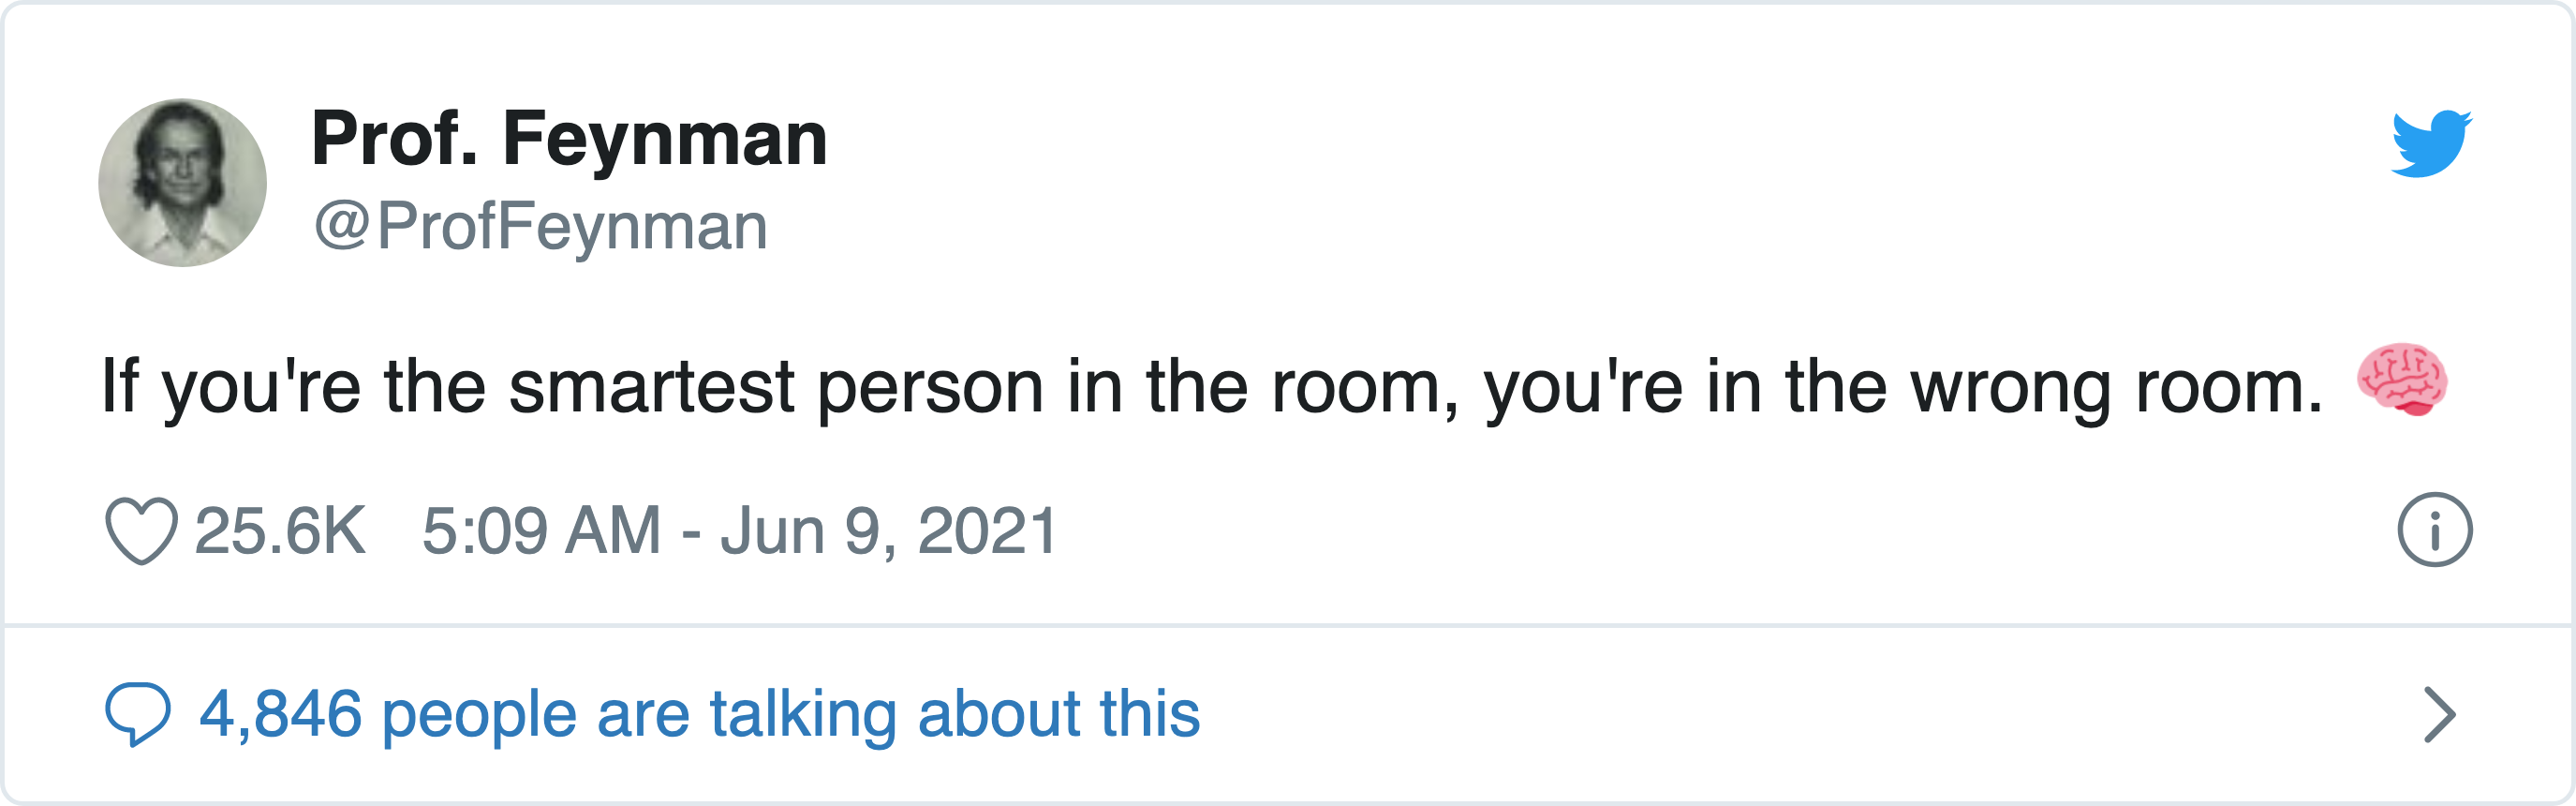 Prof. Feynman
@ProfFeynman
If you're the smartest person in the room, you're in the wrong room. 🧠
25.6K 5:09 AM - Jun 9, 2021
4,846 people are talking about this